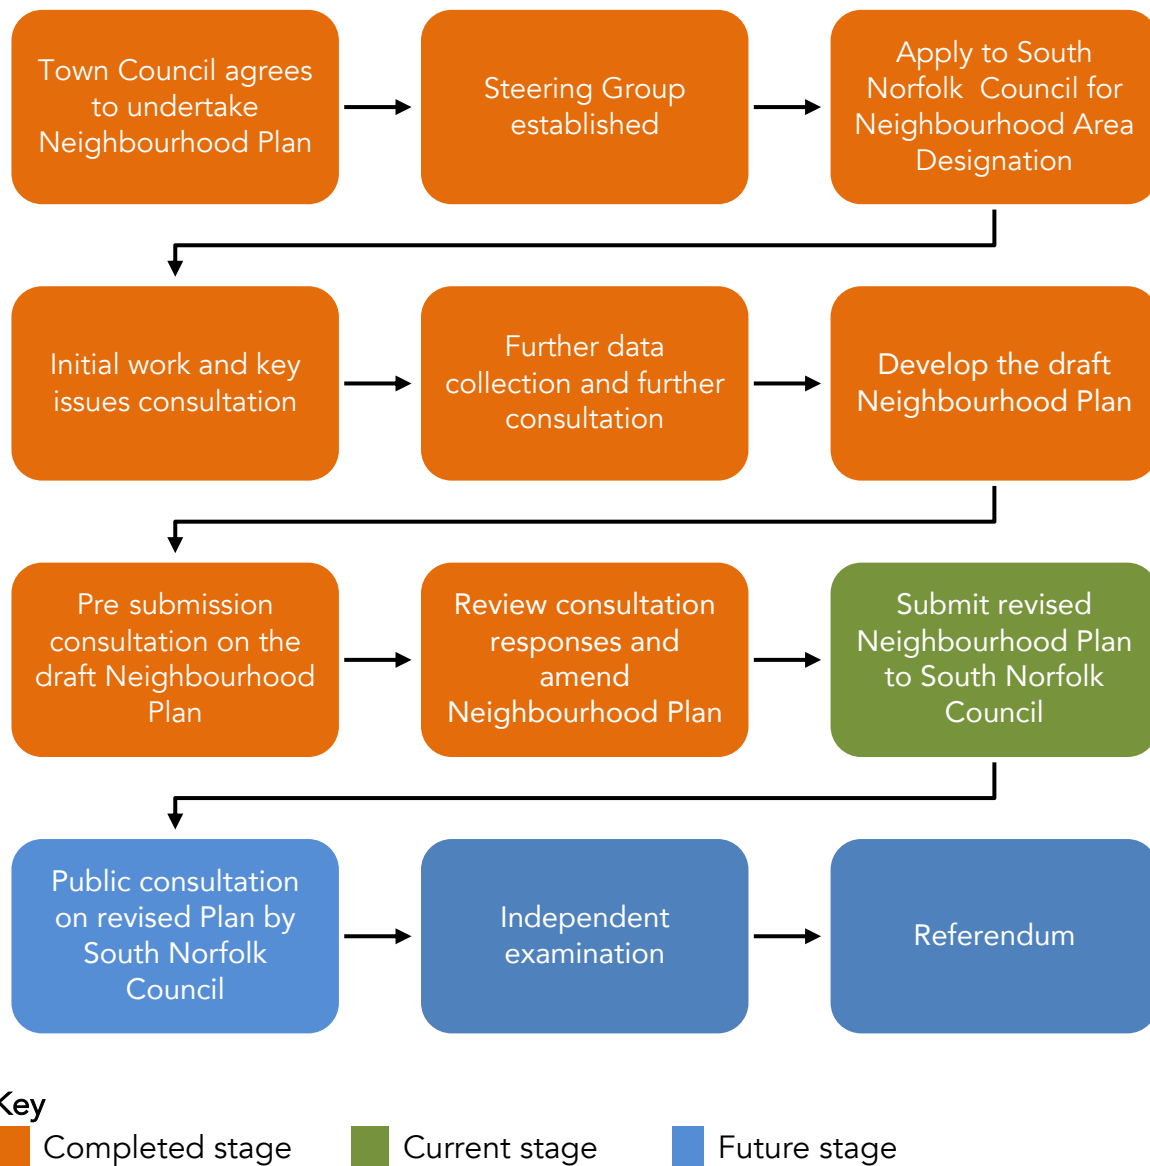 Town Council agrees
to undertake
Neighbourhood Plan
Steering Group
established
Apply to South
Norfolk Council for
Neighbourhood Area
Designation
Initial work and key
issues consultation
Further data
collection and further
consultation
Develop the draft
Neighbourhood Plan
Pre submission
consultation on the
draft Neighbourhood
Plan
Review consultation
responses and
amend
Neighbourhood Plan
Submit revised
Neighbourhood Plan
to South Norfolk
Council
Public consultation
on revised Plan by
South Norfolk
Council
Independent
examination
Referendum
Key
Completed stage
Current stage
Future stage